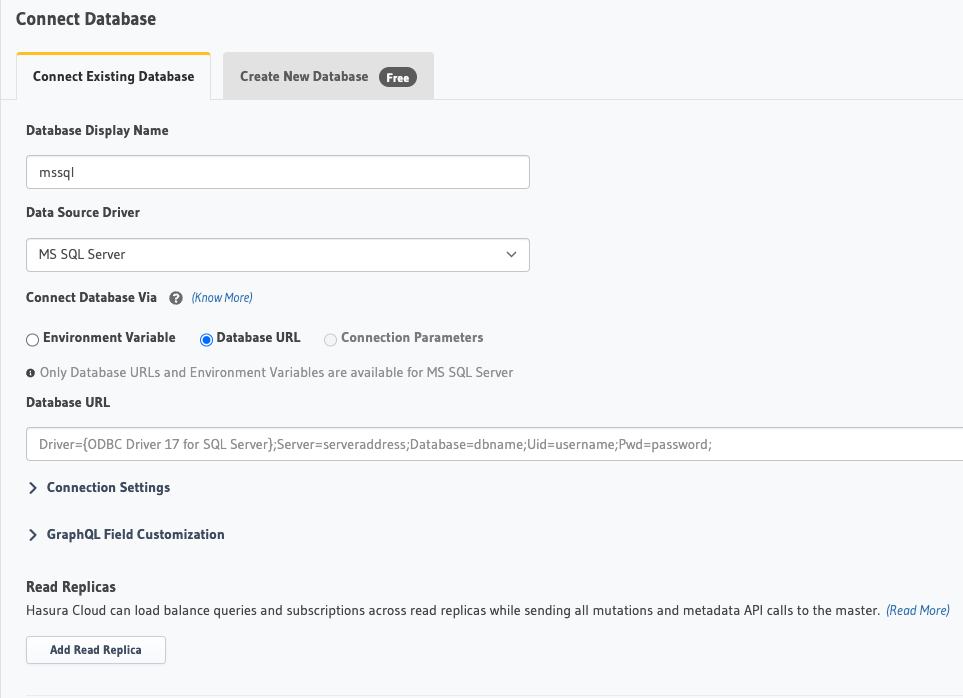 Connect Database
Connect Existing Database
Create New Database Free
Database Display Name
mssql
Data Source Driver
MS SQL Server
Connect Database Via ? (Know More)
Environment Variable Database URL Connection Parameters
Only Database URLs and Environment Variables are available for MS SQL Server
Database URL
Driver={ODBC Driver 17 for SQL Server};Server=serveraddress;Database=dbname;Uid=username;Pwd=password;
Connection Settings
GraphQL Field Customization
Read Replicas
Hasura Cloud can load balance queries and subscriptions across read replicas while sending all mutations and metadata API calls to the master. (Read More)
Add Read Replica